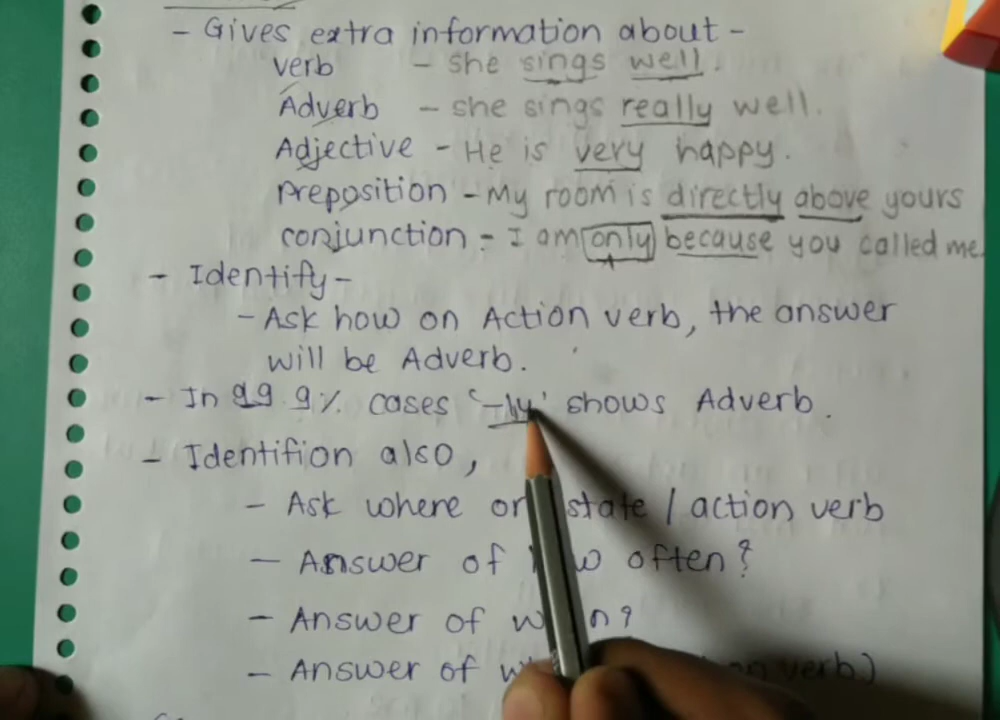 - Gives extra information about -
verb - she sings well.
Adverb - she sings really well.
Adjective - He is very happy.
preposition - My room is directly above yours
conjunction - I am only because you called me.
- Identify -
- Ask how on Action verb, the answer
will be Adverb.
- In 99.9% cases '-ly' shows Adverb.
- Identifion also,
- Ask where on state / action verb
- Answer of often?
- Answer of
- Answer of verb)